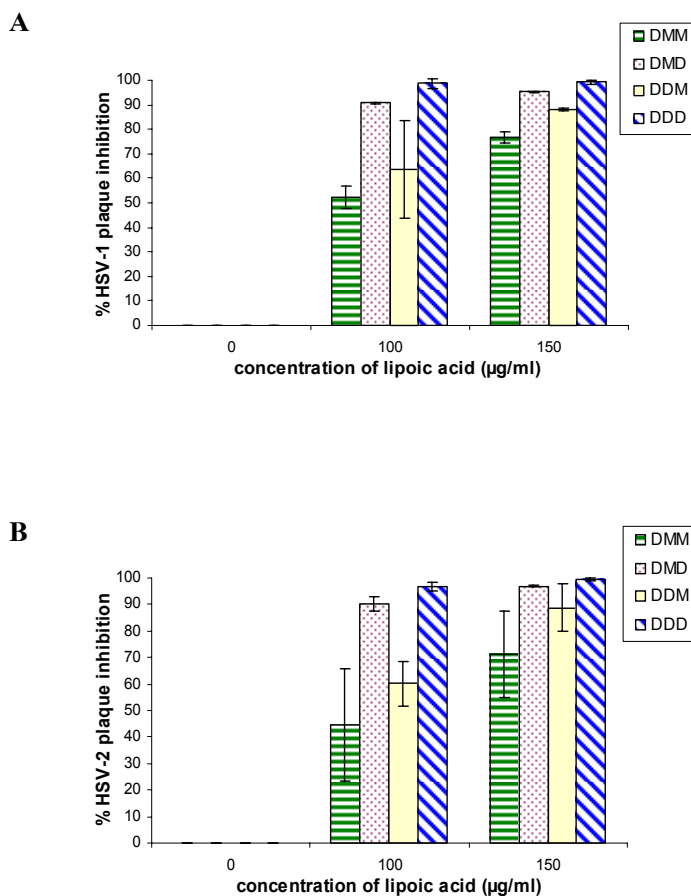 A
DMM
DMD
DDM
DDD
100
90
80
70
60
50
40
30
20
10
0
% HSV-1 plaque inhibition
0 100 150
concentration of lipoic acid (µg/ml)
B
DMM
DMD
DDM
DDD
100
90
80
70
60
50
40
30
20
10
0
% HSV-2 plaque inhibition
0 100 150
concentration of lipoic acid (µg/ml)